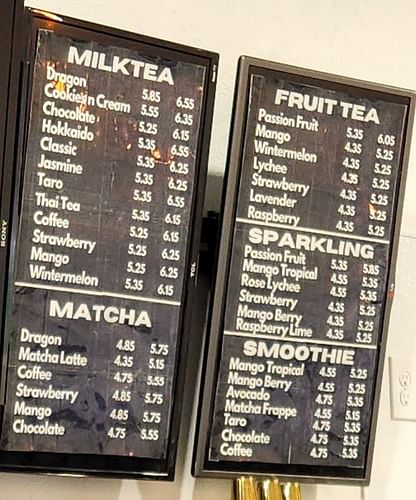 MILKTEA
Dragon 5.85 6.55
Cookies n Cream 5.55 6.35
Chocolate 5.25 6.15
Hokkaido 5.35
Classic 5.35 6.25
Jasmine
Taro 5.35 6.15
Thai Tea 5.25 6.15
Coffee 5.25 6.25
Strawberry 5.25 6.25
Mango 5.35 6.15
Wintermelon
MATCHA
Dragon 4.85 5.75
Matcha Latte 4.35 5.15
Coffee 4.75 5.55
Strawberry 4.85 5.75
Mango 4.85 5.75
Chocolate 4.75 5.55
SONY
TCL
FRUIT TEA
Passion Fruit 5.35 6.05
Mango 4.35 5.25
Wintermelon 4.35 5.25
Lychee 4.35 5.25
Strawberry 4.35 5.25
Lavender 4.35 5.25
Raspberry 4.35 5.25
SPARKLING
Passion Fruit 5.35 5.85
Mango Tropical 4.55 5.35
Rose Lychee 4.55 5.35
Strawberry 4.35 5.25
Mango Berry 4.35 5.25
Raspberry Lime 4.35 5.25
SMOOTHIE
Mango Tropical 4.55 5.25
Mango Berry 4.55 5.25
Avocado 4.75 5.35
Matcha Frappe 4.55 5.15
Taro 4.75 5.35
Chocolate 4.75 5.35
Coffee 4.75 5.35